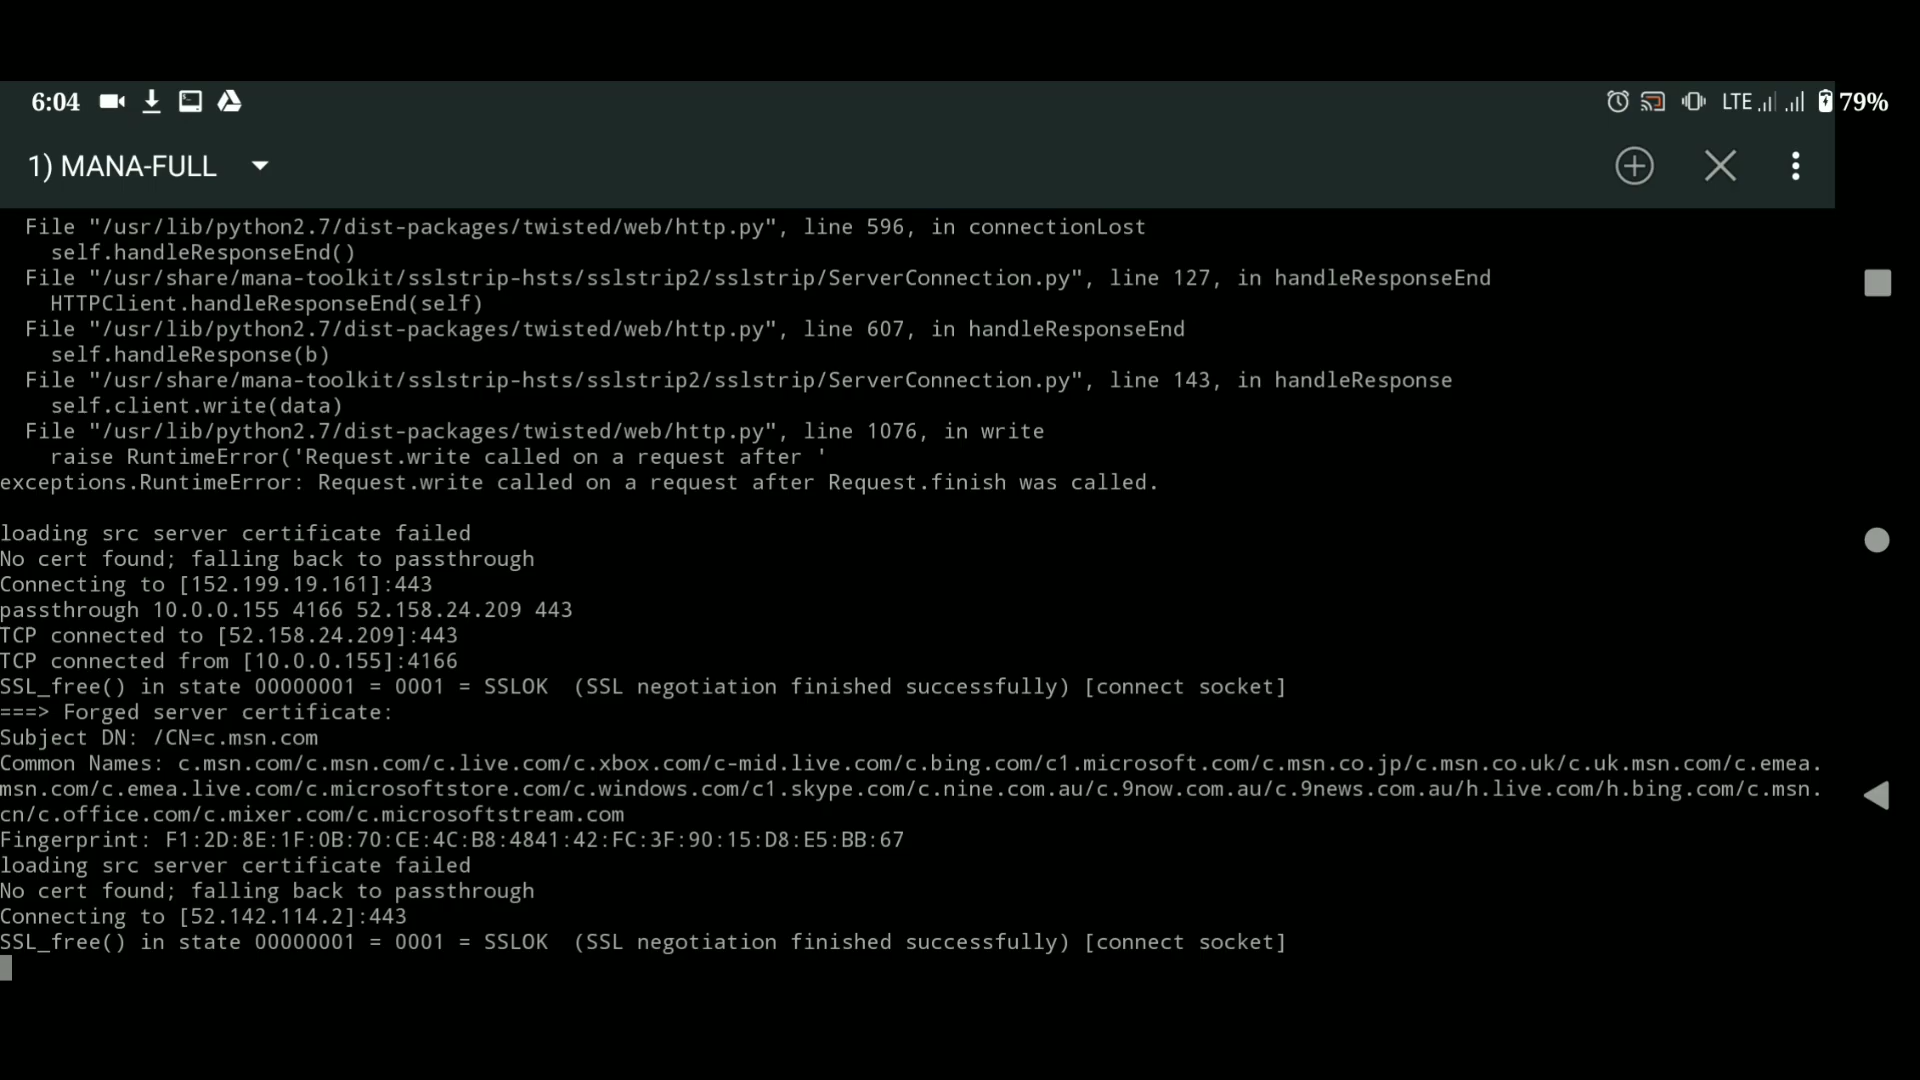 6:04
LTE 79%
1) MANA-FULL
File "/usr/lib/python2.7/dist-packages/twisted/web/http.py", line 596, in connectionLost
self.handleResponseEnd()
File "/usr/share/mana-toolkit/sslstrip-hsts/sslstrip2/sslstrip/ServerConnection.py", line 127, in handleResponseEnd
HTTPClient.handleResponseEnd(self)
File "/usr/lib/python2.7/dist-packages/twisted/web/http.py", line 607, in handleResponseEnd
self.handleResponse(b)
File "/usr/share/mana-toolkit/sslstrip-hsts/sslstrip2/sslstrip/ServerConnection.py", line 143, in handleResponse
self.client.write(data)
File "/usr/lib/python2.7/dist-packages/twisted/web/http.py", line 1076, in write
raise RuntimeError('Request.write called on a request after '
exceptions.RuntimeError: Request.write called on a request after Request.finish was called.
loading src server certificate failed
No cert found; falling back to passthrough
Connecting to [152.199.19.161]:443
passthrough 10.0.0.155 4166 52.158.24.209 443
TCP connected to [52.158.24.209]:443
TCP connected from [10.0.0.155]:4166
SSL_free() in state 00000001 = 0001 = SSLOK  (SSL negotiation finished successfully) [connect socket]
===> Forged server certificate:
Subject DN: /CN=c.msn.com
Common Names: c.msn.com/c.msn.com/c.live.com/c.xbox.com/c-mid.live.com/c.bing.com/c1.microsoft.com/c.msn.co.jp/c.msn.co.uk/c.uk.msn.com/c.emea.
msn.com/c.emea.live.com/c.microsoftstore.com/c.windows.com/c1.skype.com/c.nine.com.au/c.9now.com.au/c.9news.com.au/h.live.com/h.bing.com/c.msn.
cn/c.office.com/c.mixer.com/c.microsoftstream.com
Fingerprint: F1:2D:8E:1F:0B:70:CE:4C:B8:4841:42:FC:3F:90:15:D8:E5:BB:67
loading src server certificate failed
No cert found; falling back to passthrough
Connecting to [52.142.114.2]:443
SSL_free() in state 00000001 = 0001 = SSLOK  (SSL negotiation finished successfully) [connect socket]